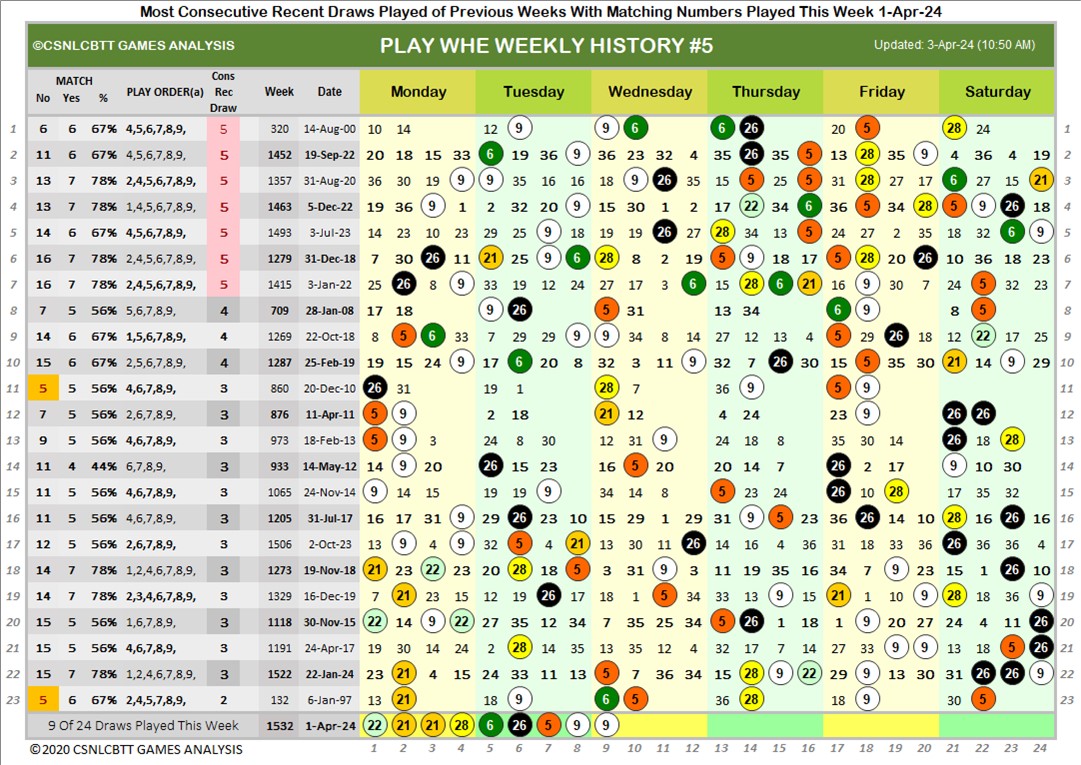 Most Consecutive Recent Draws Played of Previous Weeks With Matching Numbers Played This Week 1-Apr-24
©CSNLCBTT GAMES ANALYSIS PLAY WHE WEEKLY HISTORY #5 Updated: 3-Apr-24 (10:50 AM)
MATCH Cons Rec Draw
No Yes % PLAY ORDER(a) Week Date Monday Tuesday Wednesday Thursday Friday Saturday
1 6 6 67% 4,5,6,7,8,9, 5 320 14-Aug-00 10 14 12 9 9 6 6 26 20 5 28 24 1
2 11 6 67% 4,5,6,7,8,9, 5 1452 19-Sep-22 20 18 15 33 6 19 36 9 36 23 32 4 35 26 35 5 13 28 35 9 4 36 4 19 2
3 13 7 78% 2,4,5,6,7,8,9, 5 1357 31-Aug-20 36 30 19 9 9 35 16 16 18 9 26 35 15 5 25 5 31 28 27 17 6 27 15 21 3
4 13 7 78% 1,4,5,6,7,8,9, 5 1463 5-Dec-22 19 36 9 1 2 32 20 9 15 30 1 2 17 22 34 6 36 5 34 28 5 9 26 18 4
5 14 6 67% 4,5,6,7,8,9, 5 1493 3-Jul-23 14 23 10 23 29 25 9 18 19 19 26 27 28 34 13 5 24 27 2 35 18 32 6 9 5
6 16 7 78% 2,4,5,6,7,8,9, 5 1279 31-Dec-18 7 30 26 11 21 25 9 6 28 8 2 19 5 9 18 17 5 28 20 26 10 36 18 23 6
7 16 7 78% 2,4,5,6,7,8,9, 5 1415 3-Jan-22 25 26 8 9 33 19 12 24 27 17 3 6 15 28 6 21 16 9 30 7 24 5 32 23 7
8 7 5 56% 5,6,7,8,9, 4 709 28-Jan-08 17 18 9 26 5 31 13 34 6 9 8 5 8
9 14 6 67% 1,5,6,7,8,9, 4 1269 22-Oct-18 8 5 6 33 7 29 29 9 9 34 8 14 27 12 13 4 5 29 26 18 12 22 17 25 9
10 15 6 67% 2,5,6,7,8,9, 4 1287 25-Feb-19 19 15 24 9 17 6 20 8 32 3 11 9 32 7 26 30 15 5 35 30 21 14 9 29 10
11 5 5 56% 4,6,7,8,9, 3 860 20-Dec-10 26 31 19 1 28 7 36 9 5 9 11
12 7 5 56% 2,6,7,8,9, 3 876 11-Apr-11 5 9 2 18 21 12 4 24 23 9 26 26 12
13 9 5 56% 4,6,7,8,9, 3 973 18-Feb-13 5 9 3 24 8 30 12 31 9 24 18 8 35 30 14 26 18 28 13
14 11 4 44% 6,7,8,9, 3 933 14-May-12 14 9 20 26 15 23 16 5 20 20 14 7 26 2 17 9 10 30 14
15 11 5 56% 4,6,7,8,9, 3 1065 24-Nov-14 9 14 15 19 19 9 34 14 8 5 23 24 26 10 28 17 35 32 15
16 11 5 56% 4,6,7,8,9, 3 1205 31-Jul-17 16 17 31 9 29 26 23 10 15 29 1 29 31 9 5 23 36 26 14 10 28 16 26 16 16
17 12 5 56% 2,6,7,8,9, 3 1506 2-Oct-23 13 9 4 9 32 5 4 21 13 30 11 26 14 16 4 36 31 18 33 36 26 36 36 4 17
18 14 7 78% 1,2,4,6,7,8,9, 3 1273 19-Nov-18 21 23 22 23 20 28 18 5 3 31 9 3 11 19 35 16 34 7 9 23 15 1 26 10 18
19 14 7 78% 2,3,4,6,7,8,9, 3 1329 16-Dec-19 7 21 23 15 12 19 26 17 18 1 5 34 33 13 9 15 21 1 10 9 28 18 36 9 19
20 15 5 56% 1,6,7,8,9, 3 1118 30-Nov-15 22 14 9 22 27 35 12 34 7 35 25 34 5 26 1 18 1 9 20 27 24 4 11 26 20
21 15 5 56% 4,6,7,8,9, 3 1191 24-Apr-17 19 30 14 24 2 28 14 35 13 35 12 4 32 17 7 14 27 33 9 9 13 18 5 26 21
22 15 7 78% 1,2,4,6,7,8,9, 3 1522 22-Jan-24 23 21 4 15 24 33 11 13 5 7 36 34 15 28 9 22 29 9 13 30 31 26 26 9 22
23 5 6 67% 2,4,5,7,8,9, 2 132 6-Jan-97 13 21 18 9 6 5 36 28 18 9 30 5 23
9 Of 24 Draws Played This Week 1532 1-Apr-24 22 21 21 28 6 26 5 9 9
© 2020 CSNLCBTT GAMES ANALYSIS 1 2 3 4 5 6 7 8 9 10 11 12 13 14 15 16 17 18 19 20 21 22 23 24